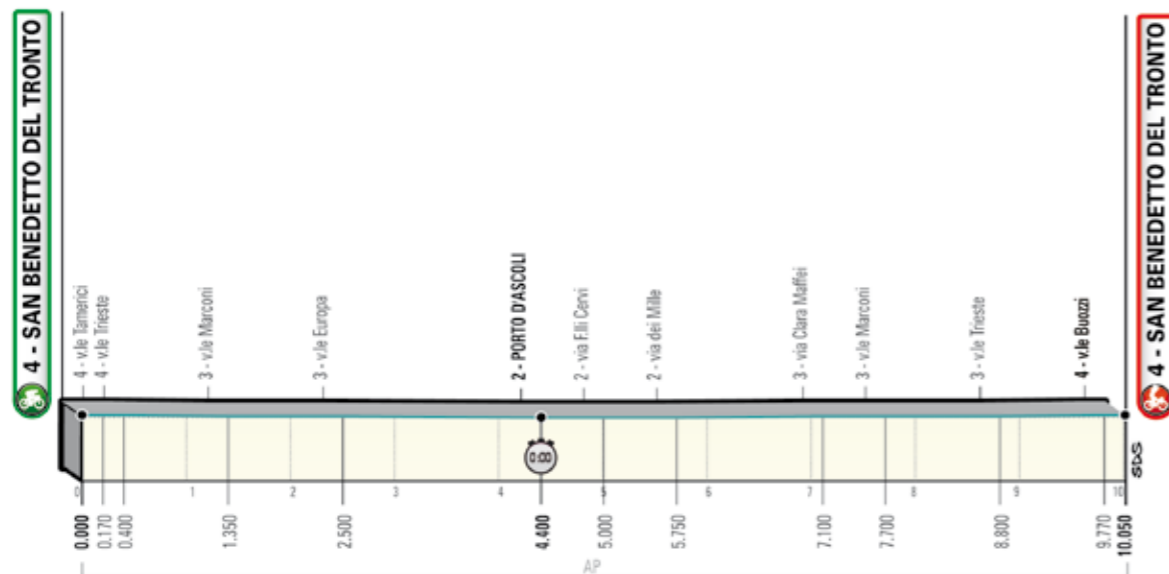 4 - SAN BENEDETTO DEL TRONTO
4 - v.le Tamerici
4 - v.le Trieste
3 - v.le Marconi
3 - v.le Europa
2 - PORTO D'ASCOLI
2 - via F.lli Cervi
2 - via dei Mille
3 - via Clara Maffei
3 - v.le Marconi
3 - v.le Trieste
4 - v.le Buozzi
4 - SAN BENEDETTO DEL TRONTO
0:00
SDS
0 1 2 3 4 5 6 7 8 9 10
0.000
0.170
0.400
1.350
2.500
4.400
5.000
5.750
7.100
7.700
8.800
9.770
10.050
AP